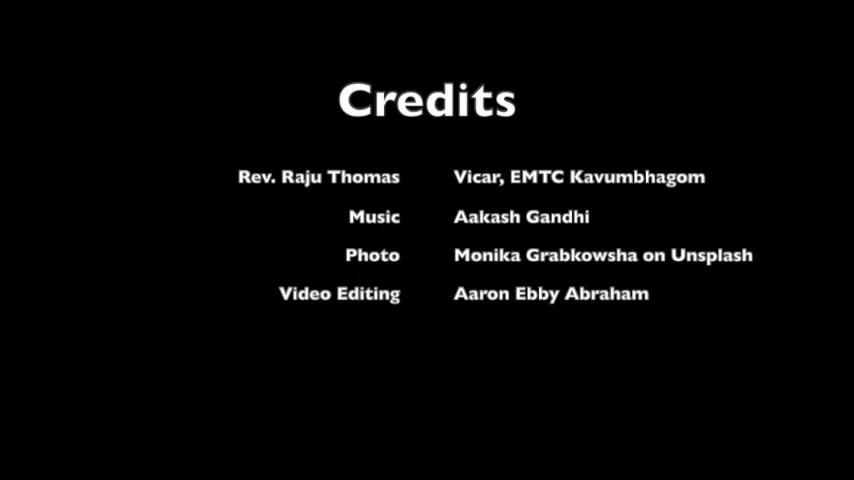 Credits
Rev. Raju Thomas Vicar, EMTC Kavumbhagom
Music Aakash Gandhi
Photo Monika Grabkowsha on Unsplash
Video Editing Aaron Ebby Abraham